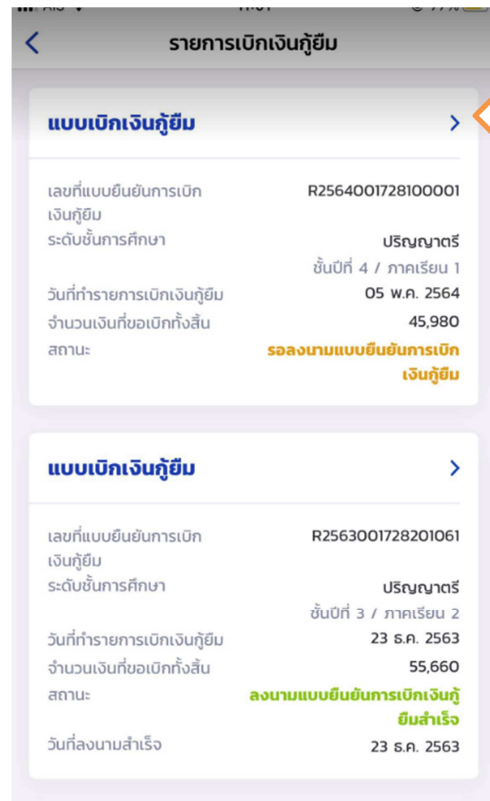 รายการเบิกเงินกู้ยืม
แบบเบิกเงินกู้ยืม
เลขที่แบบยืนยันการเบิก R2564001728100001
เงินกู้ยืม
ระดับชั้นการศึกษา ปริญญาตรี
ชั้นปีที่ 4 / ภาคเรียน 1
วันที่ทำรายการเบิกเงินกู้ยืม 05 พ.ค. 2564
จำนวนเงินที่ขอเบิกทั้งสิ้น 45,980
สถานะ รอลงนามแบบยืนยันการเบิก
เงินกู้ยืม
แบบเบิกเงินกู้ยืม
เลขที่แบบยืนยันการเบิก R2563001728201061
เงินกู้ยืม
ระดับชั้นการศึกษา ปริญญาตรี
ชั้นปีที่ 3 / ภาคเรียน 2
วันที่ทำรายการเบิกเงินกู้ยืม 23 ธ.ค. 2563
จำนวนเงินที่ขอเบิกทั้งสิ้น 55,660
สถานะ ลงนามแบบยืนยันการเบิกเงินกู้
ยืมสำเร็จ
วันที่ลงนามสำเร็จ 23 ธ.ค. 2563